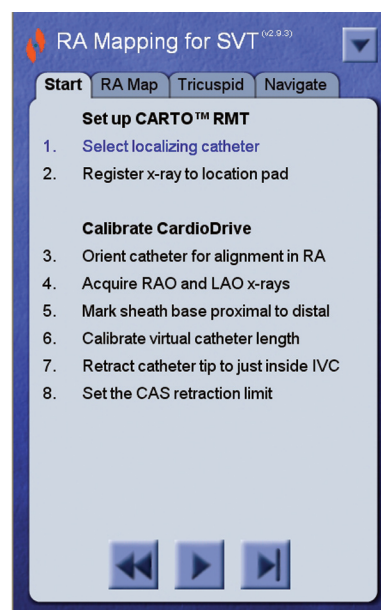 RA Mapping for SVT (v2.9.3)
Start RA Map Tricuspid Navigate
Set up CARTO™ RMT
1. Select localizing catheter
2. Register x-ray to location pad
Calibrate CardioDrive
3. Orient catheter for alignment in RA
4. Acquire RAO and LAO x-rays
5. Mark sheath base proximal to distal
6. Calibrate virtual catheter length
7. Retract catheter tip to just inside IVC
8. Set the CAS retraction limit